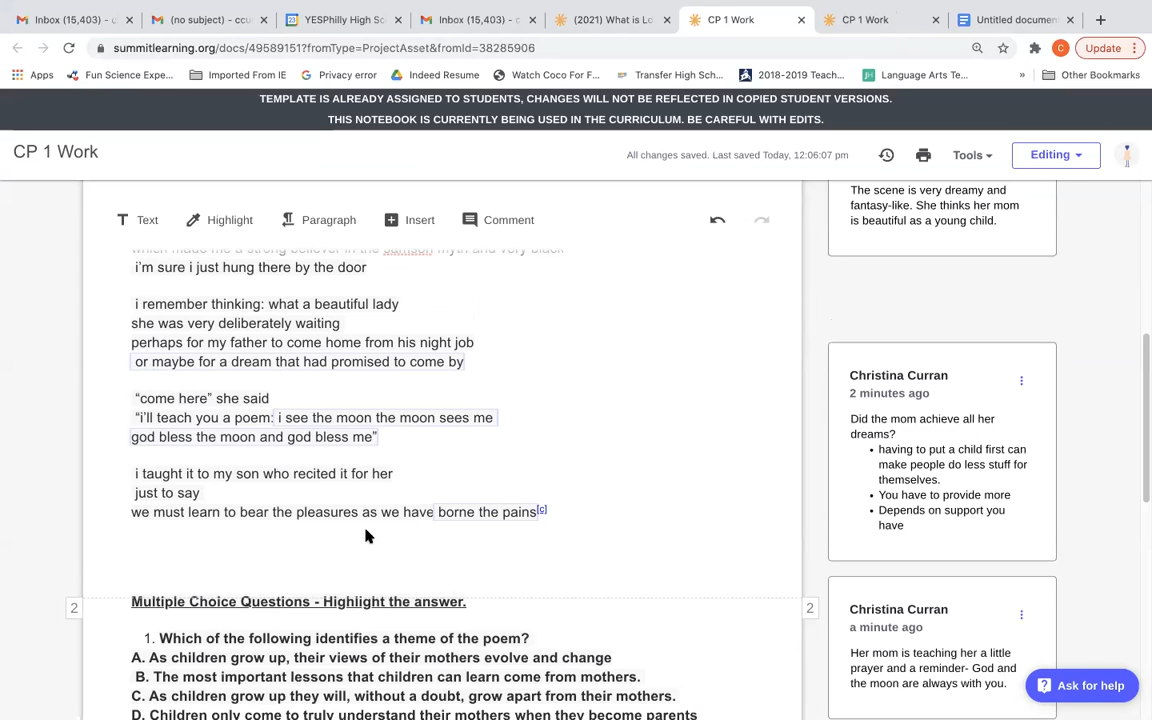 Inbox (15,403) - c
(no subject) - ccu
YESPhilly High Sc
Inbox (15,403) - c
(2021) What is Lo
CP 1 Work
CP 1 Work
Untitled documen
summitlearning.org/docs/49589151?fromType=ProjectAsset&fromId=38285906
Update
Apps
Fun Science Expe...
Imported From IE
Privacy error
Indeed Resume
Watch Coco For F...
Transfer High Sch...
2018-2019 Teach...
Language Arts Te...
»
Other Bookmarks
TEMPLATE IS ALREADY ASSIGNED TO STUDENTS, CHANGES WILL NOT BE REFLECTED IN COPIED STUDENT VERSIONS.
THIS NOTEBOOK IS CURRENTLY BEING USED IN THE CURRICULUM. BE CAREFUL WITH EDITS.
CP 1 Work
All changes saved. Last saved Today, 12:06:07 pm
Tools
Editing
Text
Highlight
Paragraph
Insert
Comment
which made me a strong believer in the samson myth and very black
i'm sure i just hung there by the door
i remember thinking: what a beautiful lady
she was very deliberately waiting
perhaps for my father to come home from his night job
or maybe for a dream that had promised to come by
“come here” she said
“i'll teach you a poem: i see the moon the moon sees me
god bless the moon and god bless me”
i taught it to my son who recited it for her
just to say
we must learn to bear the pleasures as we have borne the pains[c]
2
2
Multiple Choice Questions - Highlight the answer.
1. Which of the following identifies a theme of the poem?
A. As children grow up, their views of their mothers evolve and change
B. The most important lessons that children can learn come from mothers.
C. As children grow up they will, without a doubt, grow apart from their mothers.
D. Children only come to truly understand their mothers when they become parents
The scene is very dreamy and
fantasy-like. She thinks her mom
is beautiful as a young child.
Christina Curran
2 minutes ago
Did the mom achieve all her
dreams?
• having to put a child first can
make people do less stuff for
themselves.
• You have to provide more
• Depends on support you
have
Christina Curran
a minute ago
Her mom is teaching her a little
prayer and a reminder- God and
the moon are always with you.
Ask for help